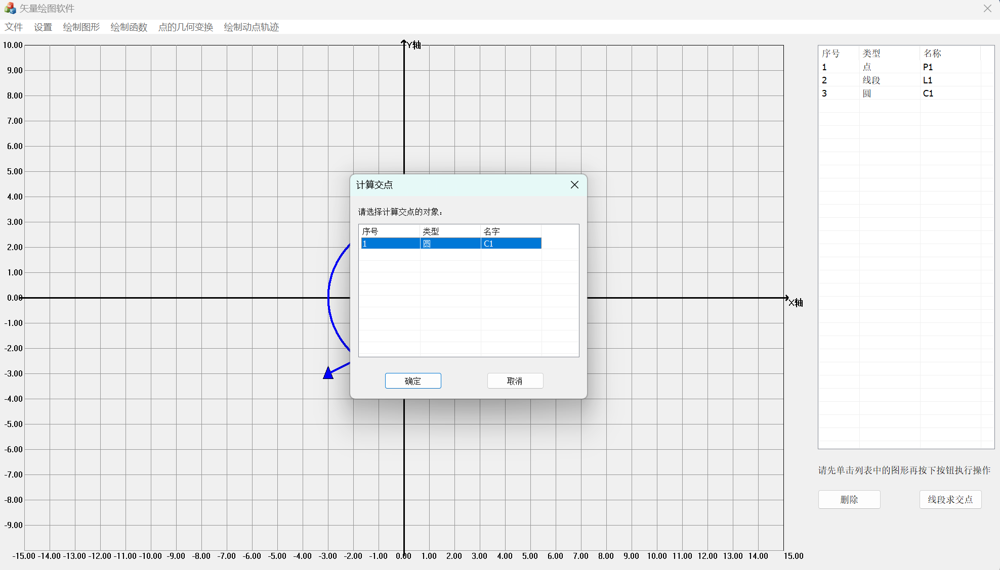 矢量绘图软件
文件 设置 绘制图形 绘制函数 点的几何变换 绘制动点轨迹
Y轴
10.00
9.00
8.00
7.00
6.00
5.00
4.00
3.00
2.00
1.00
0.00
-1.00
-2.00
-3.00
-4.00
-5.00
-6.00
-7.00
-8.00
-9.00
X轴
-15.00 -14.00 -13.00 -12.00 -11.00 -10.00 -9.00 -8.00 -7.00 -6.00 -5.00 -4.00 -3.00 -2.00 -1.00 0.00 1.00 2.00 3.00 4.00 5.00 6.00 7.00 8.00 9.00 10.00 11.00 12.00 13.00 14.00 15.00
计算交点
请选择计算交点的对象：
序号 类型 名字
1 圆 C1
确定 取消
序号 类型 名称
1 点 P1
2 线段 L1
3 圆 C1
请先单击列表中的图形再按下按钮执行操作
删除 线段求交点